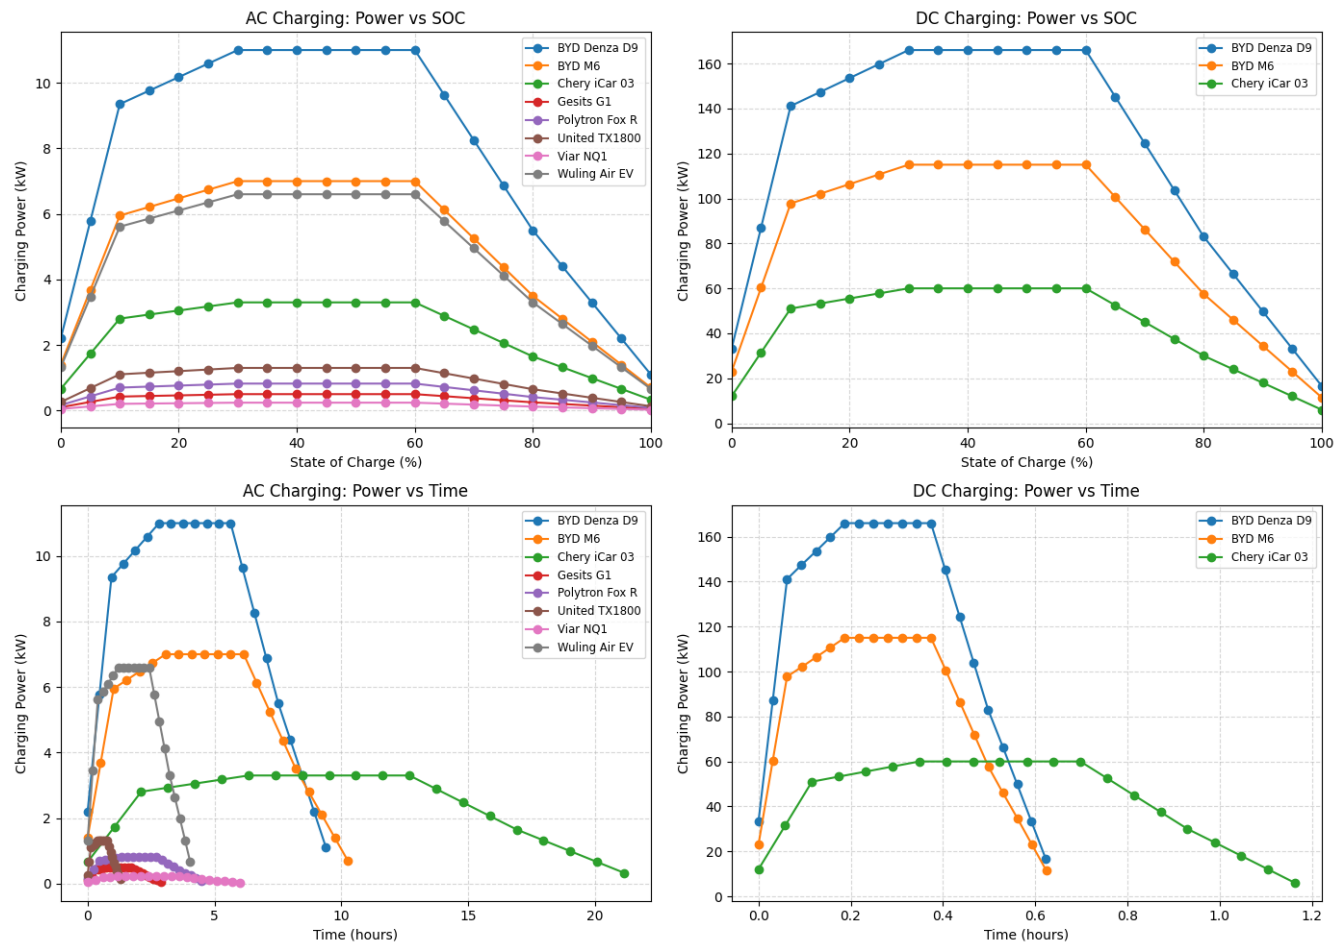 AC Charging: Power vs SOC
Charging Power (kW)
10
8
6
4
2
0
0 20 40 60 80 100
State of Charge (%)
BYD Denza D9
BYD M6
Chery iCar 03
Gesits G1
Polytron Fox R
United TX1800
Viar NQ1
Wuling Air EV
DC Charging: Power vs SOC
Charging Power (kW)
160
140
120
100
80
60
40
20
0
0 20 40 60 80 100
State of Charge (%)
BYD Denza D9
BYD M6
Chery iCar 03
AC Charging: Power vs Time
Charging Power (kW)
10
8
6
4
2
0
0 5 10 15 20
Time (hours)
BYD Denza D9
BYD M6
Chery iCar 03
Gesits G1
Polytron Fox R
United TX1800
Viar NQ1
Wuling Air EV
DC Charging: Power vs Time
Charging Power (kW)
160
140
120
100
80
60
40
20
0
0.0 0.2 0.4 0.6 0.8 1.0 1.2
Time (hours)
BYD Denza D9
BYD M6
Chery iCar 03